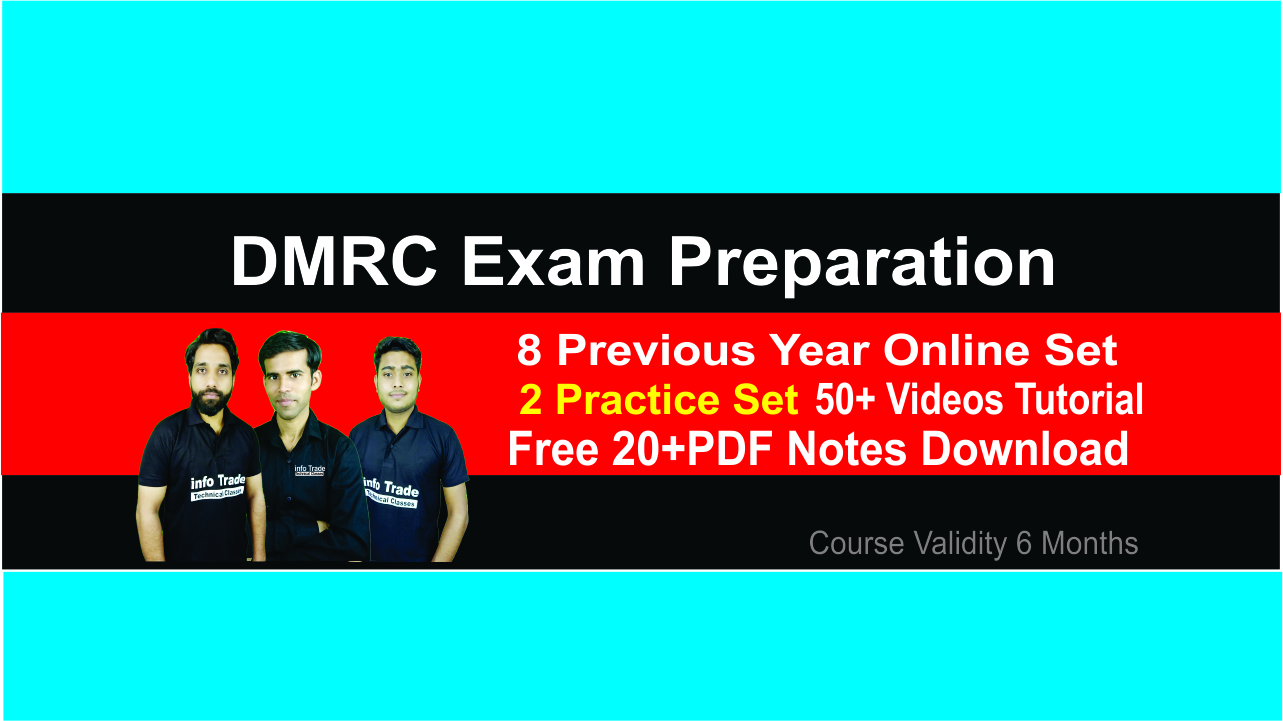 DMRC Exam Preparation
8 Previous Year Online Set
2 Practice Set 50+ Videos Tutorial
Free 20+PDF Notes Download
info Trade
Technical Classes
info Trade
Technical Classes
info Trade
Technical Classes
Course Validity 6 Months